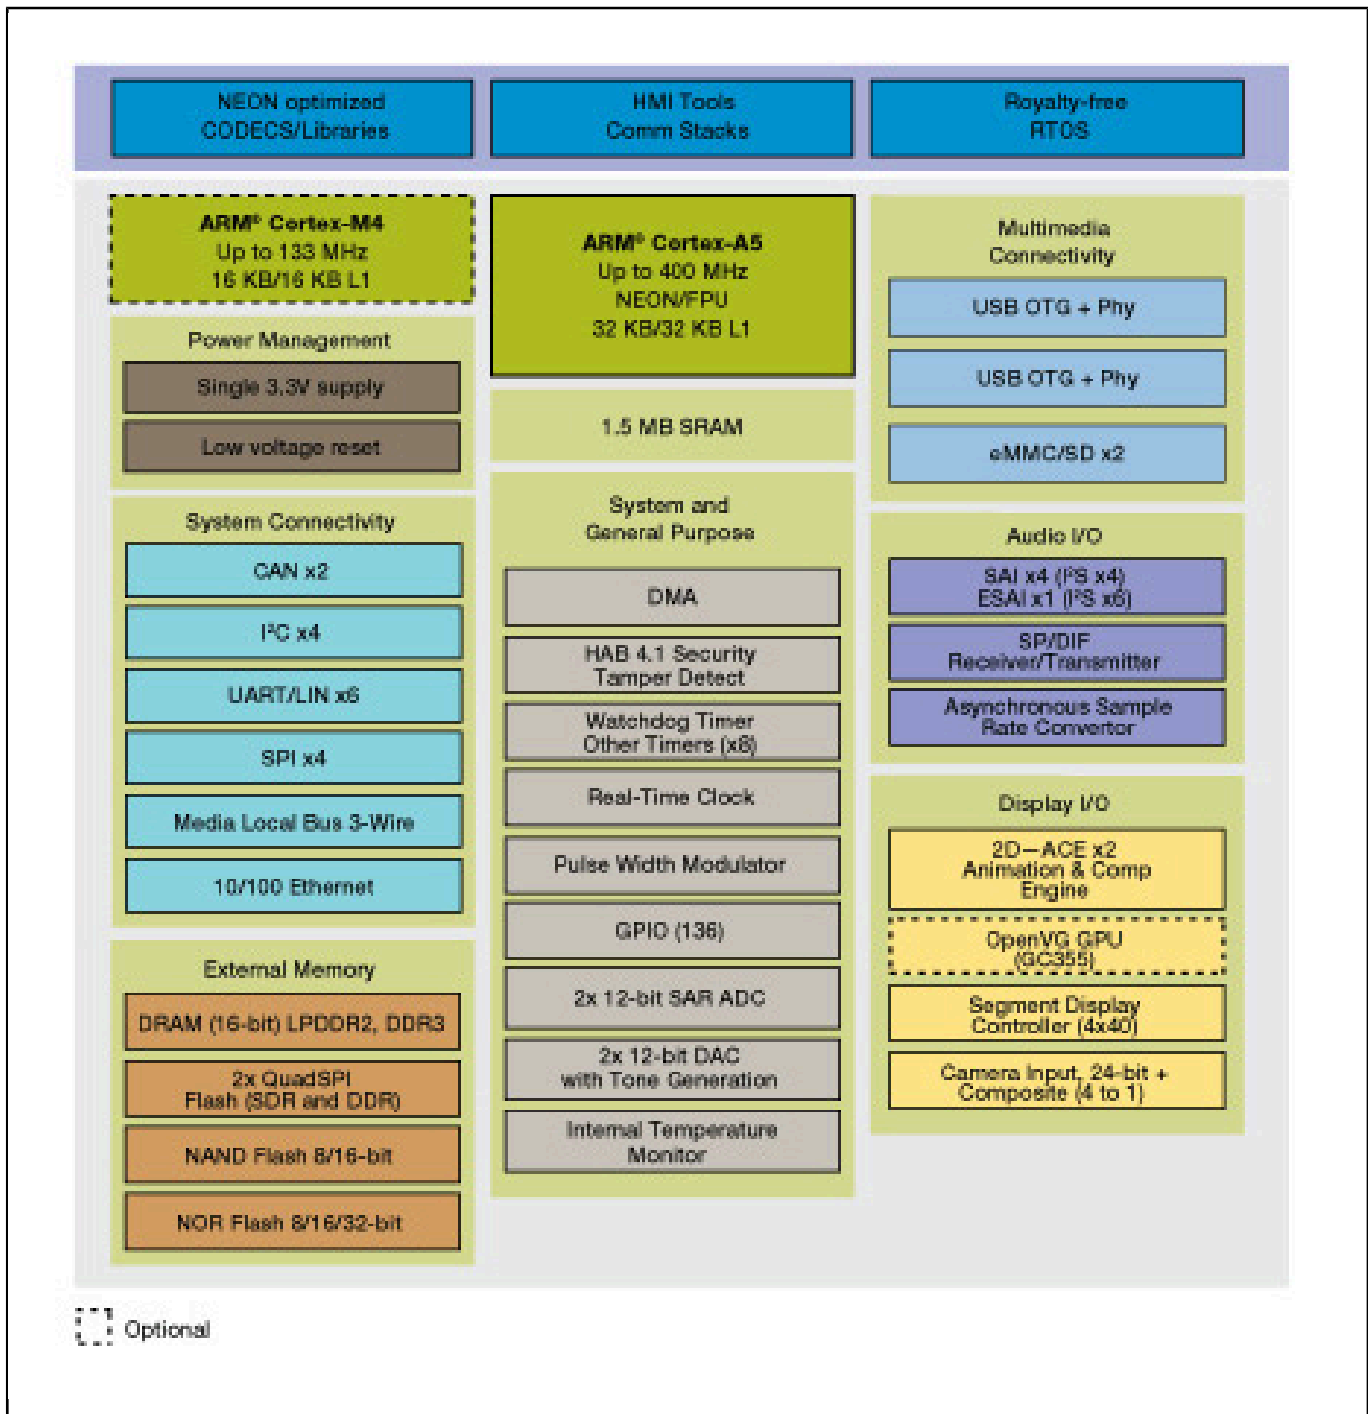 NEON optimized
CODECS/Libraries
HMI Tools
Comm Stacks
Royalty-free
RTOS
ARM® Cortex-M4
Up to 133 MHz
16 KB/16 KB L1
Power Management
Single 3.3V supply
Low voltage reset
System Connectivity
CAN x2
I²C x4
UART/LIN x6
SPI x4
Media Local Bus 3-Wire
10/100 Ethernet
External Memory
DRAM (16-bit) LPDDR2, DDR3
2x QuadSPI
Flash (SDR and DDR)
NAND Flash 8/16-bit
NOR Flash 8/16/32-bit
ARM® Cortex-A5
Up to 400 MHz
NEON/FPU
32 KB/32 KB L1
1.5 MB SRAM
System and
General Purpose
DMA
HAB 4.1 Security
Tamper Detect
Watchdog Timer
Other Timers (x8)
Real-Time Clock
Pulse Width Modulator
GPIO (136)
2x 12-bit SAR ADC
2x 12-bit DAC
with Tone Generation
Internal Temperature
Monitor
Multimedia
Connectivity
USB OTG + Phy
USB OTG + Phy
eMMC/SD x2
Audio I/O
SAI x4 (I²S x4)
ESAI x1 (I²S x6)
SP/DIF
Receiver/Transmitter
Asynchronous Sample
Rate Convertor
Display I/O
2D—ACE x2
Animation & Comp
Engine
OpenVG GPU
(GC355)
Segment Display
Controller (4x40)
Camera Input, 24-bit +
Composite (4 to 1)
Optional